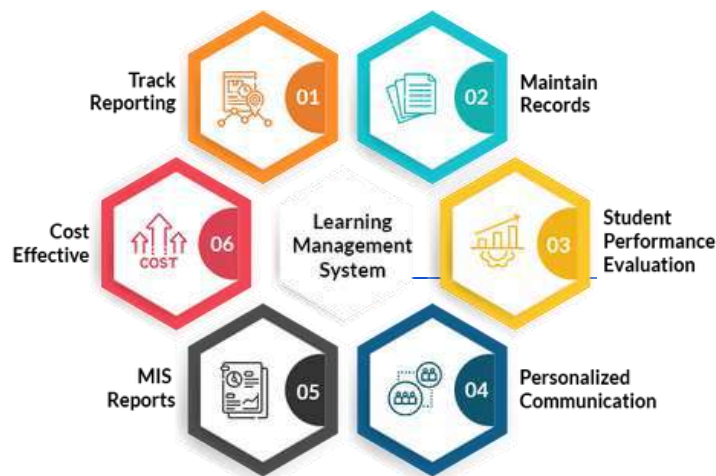 Track
Reporting
01
02
Maintain
Records
Cost
Effective
COST
06
Learning
Management
System
03
Student
Performance
Evaluation
MIS
Reports
05
04
Personalized
Communication